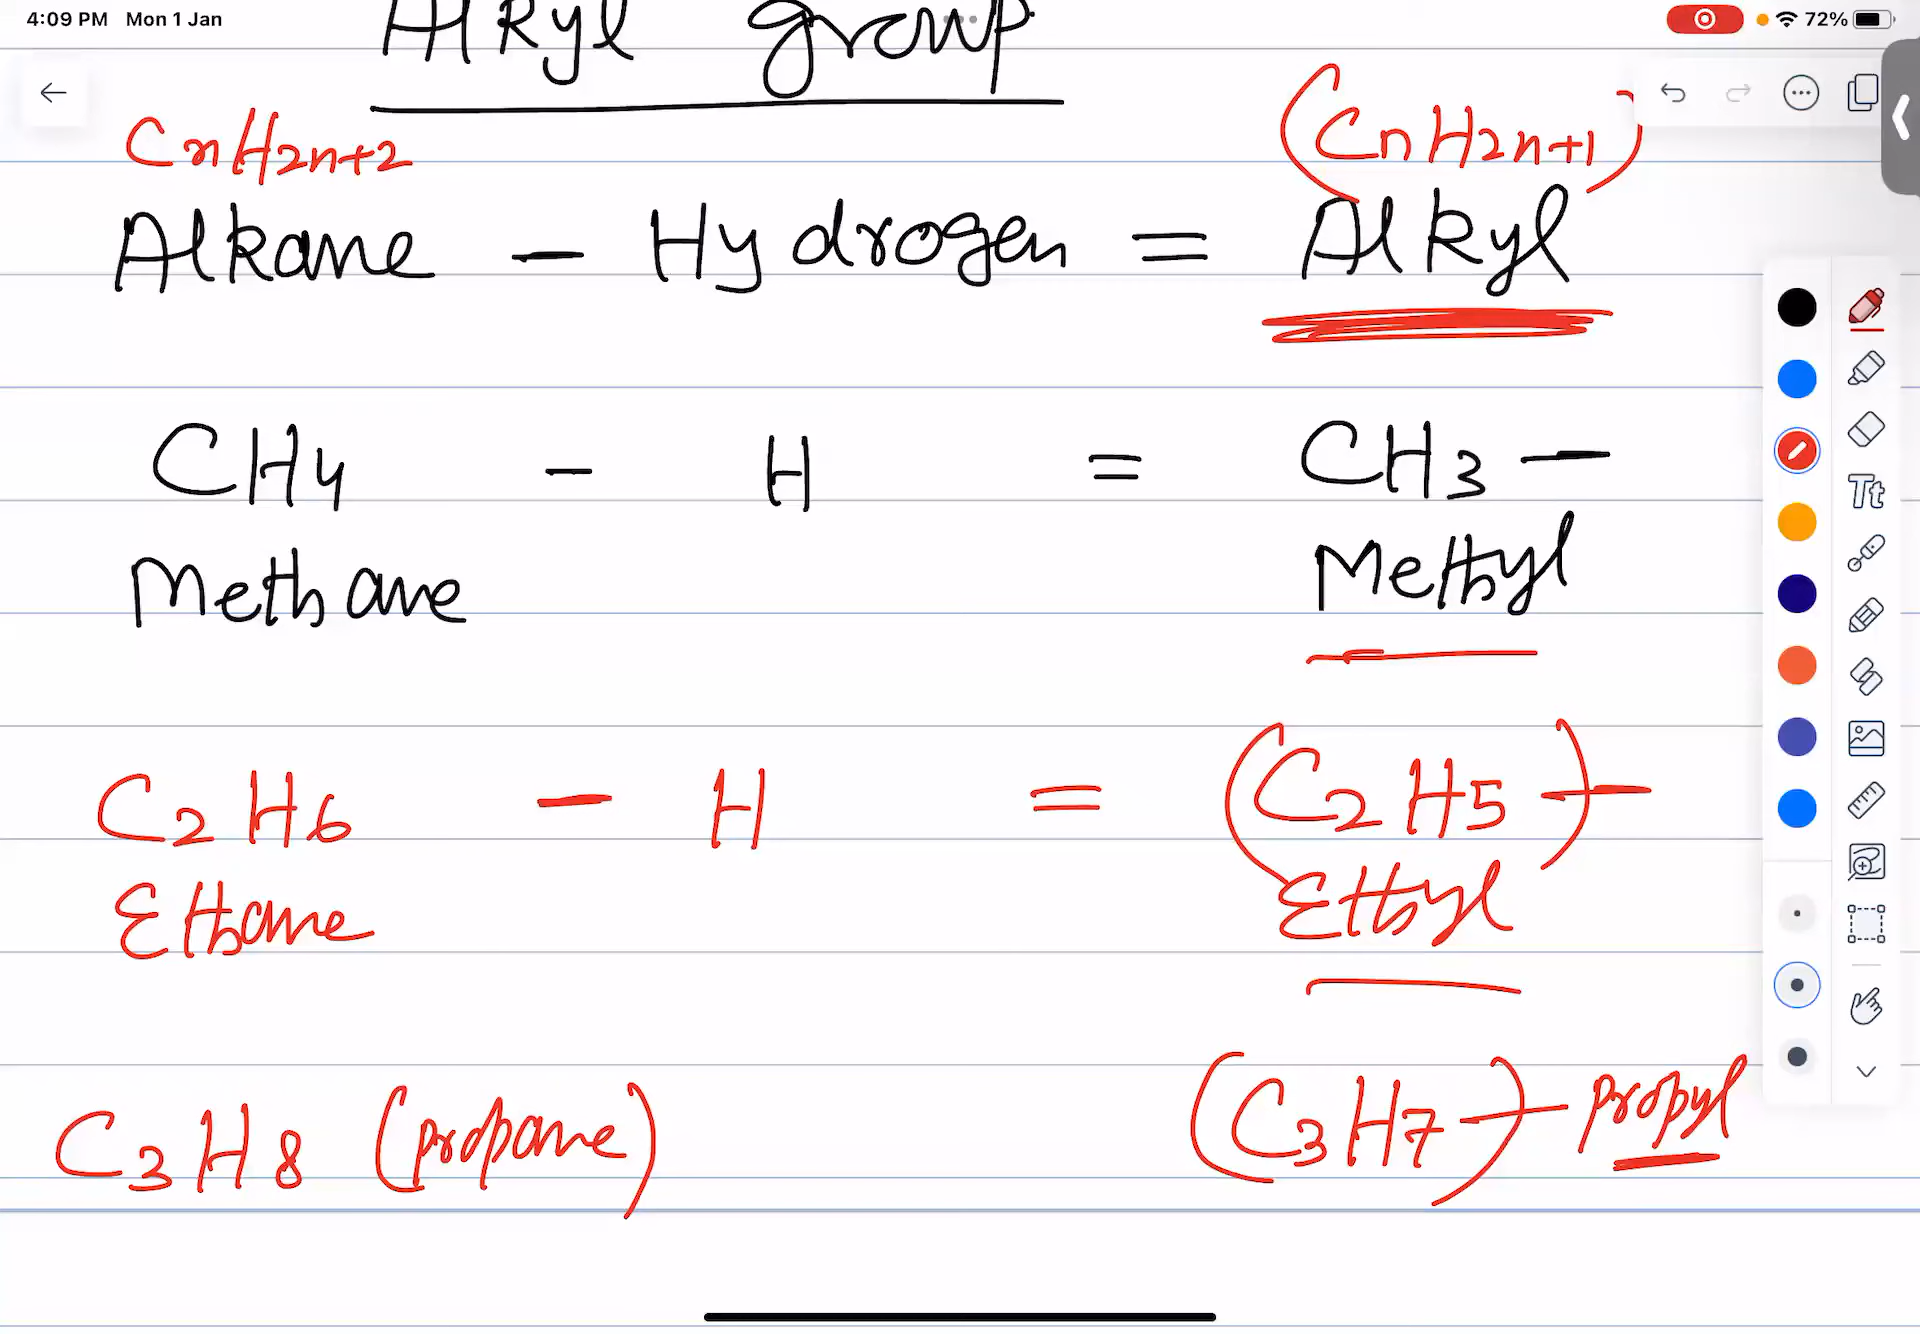 4:09 PM Mon 1 Jan 72%
Alkyl group
CnH2n+2 (CnH2n+1)
Alkane - Hydrogen = Alkyl
CH4 - H = CH3-
Methane Methyl
C2H6 - H = (C2H5-)
Ethane Ethyl
C3H8 (propane) (C3H7-) propyl
Tt